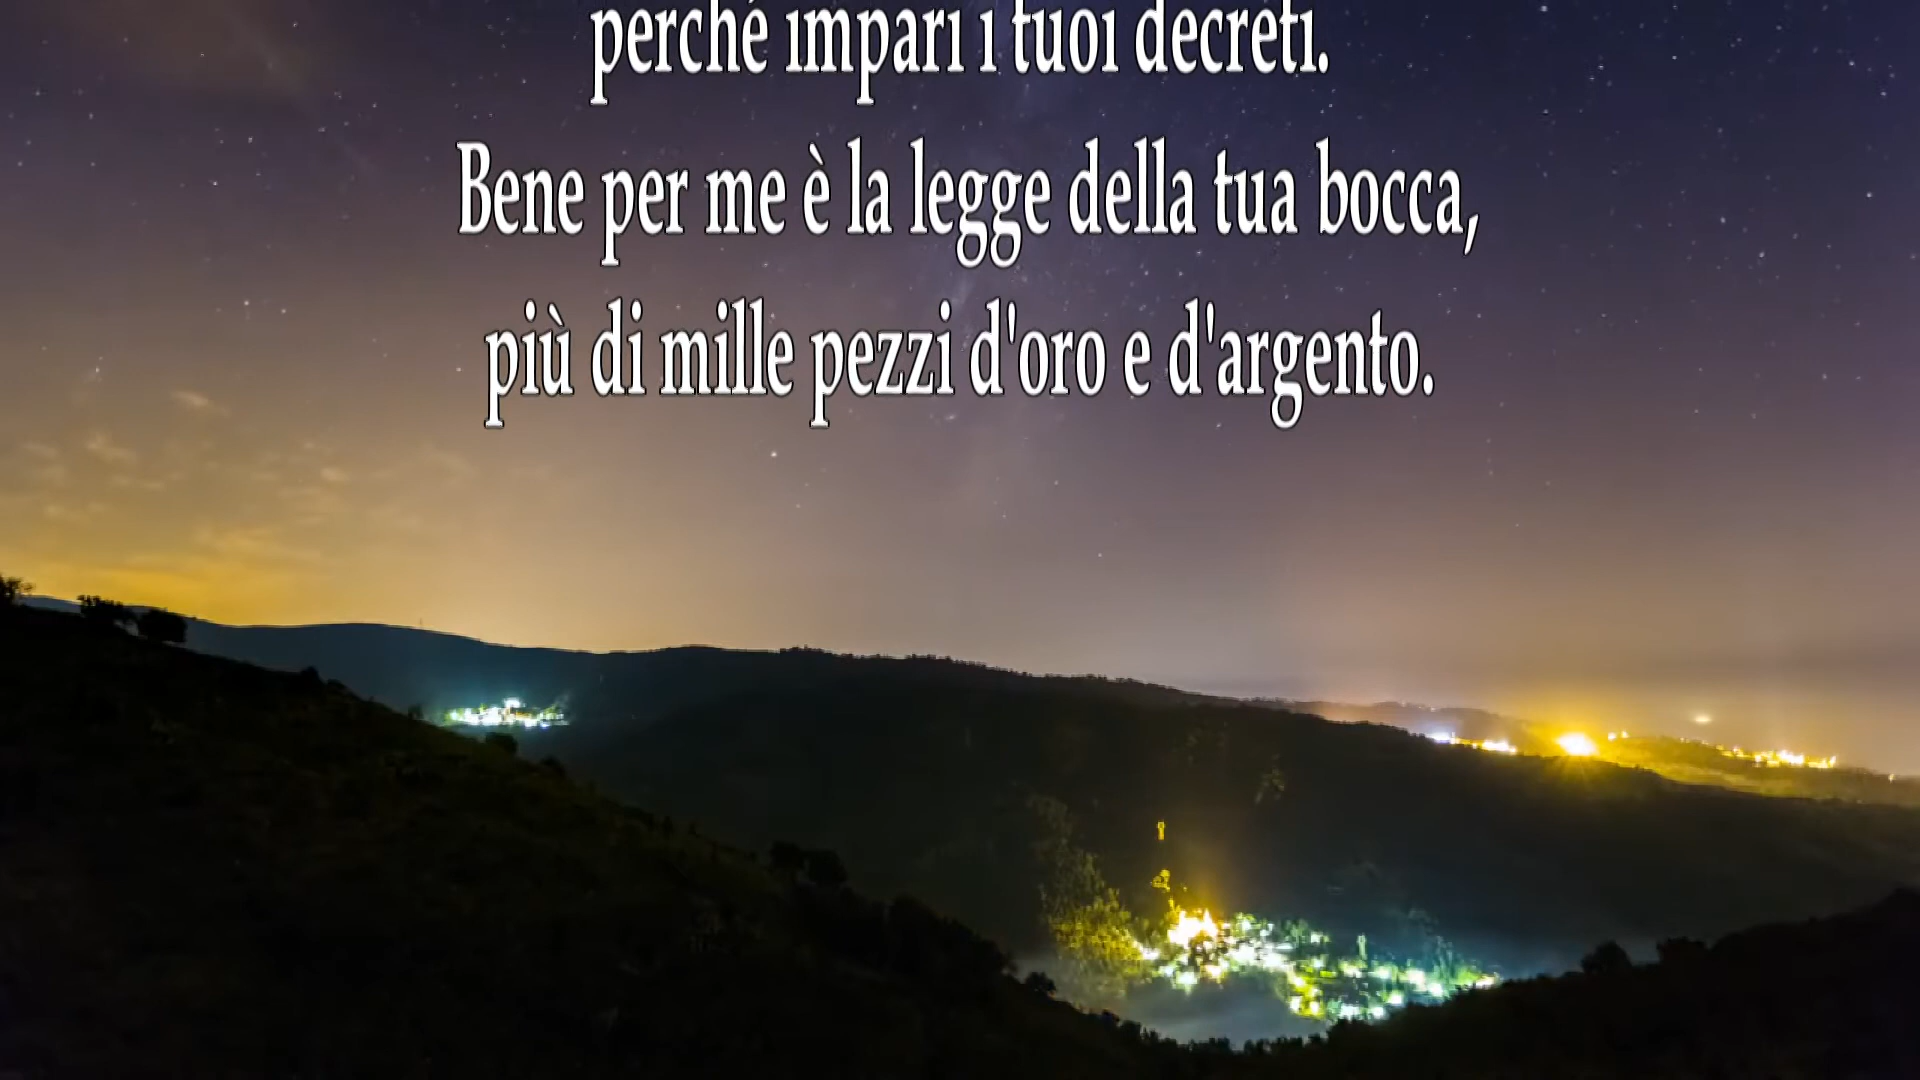 perché impari i tuoi decreti.
Bene per me è la legge della tua bocca,
più di mille pezzi d'oro e d'argento.